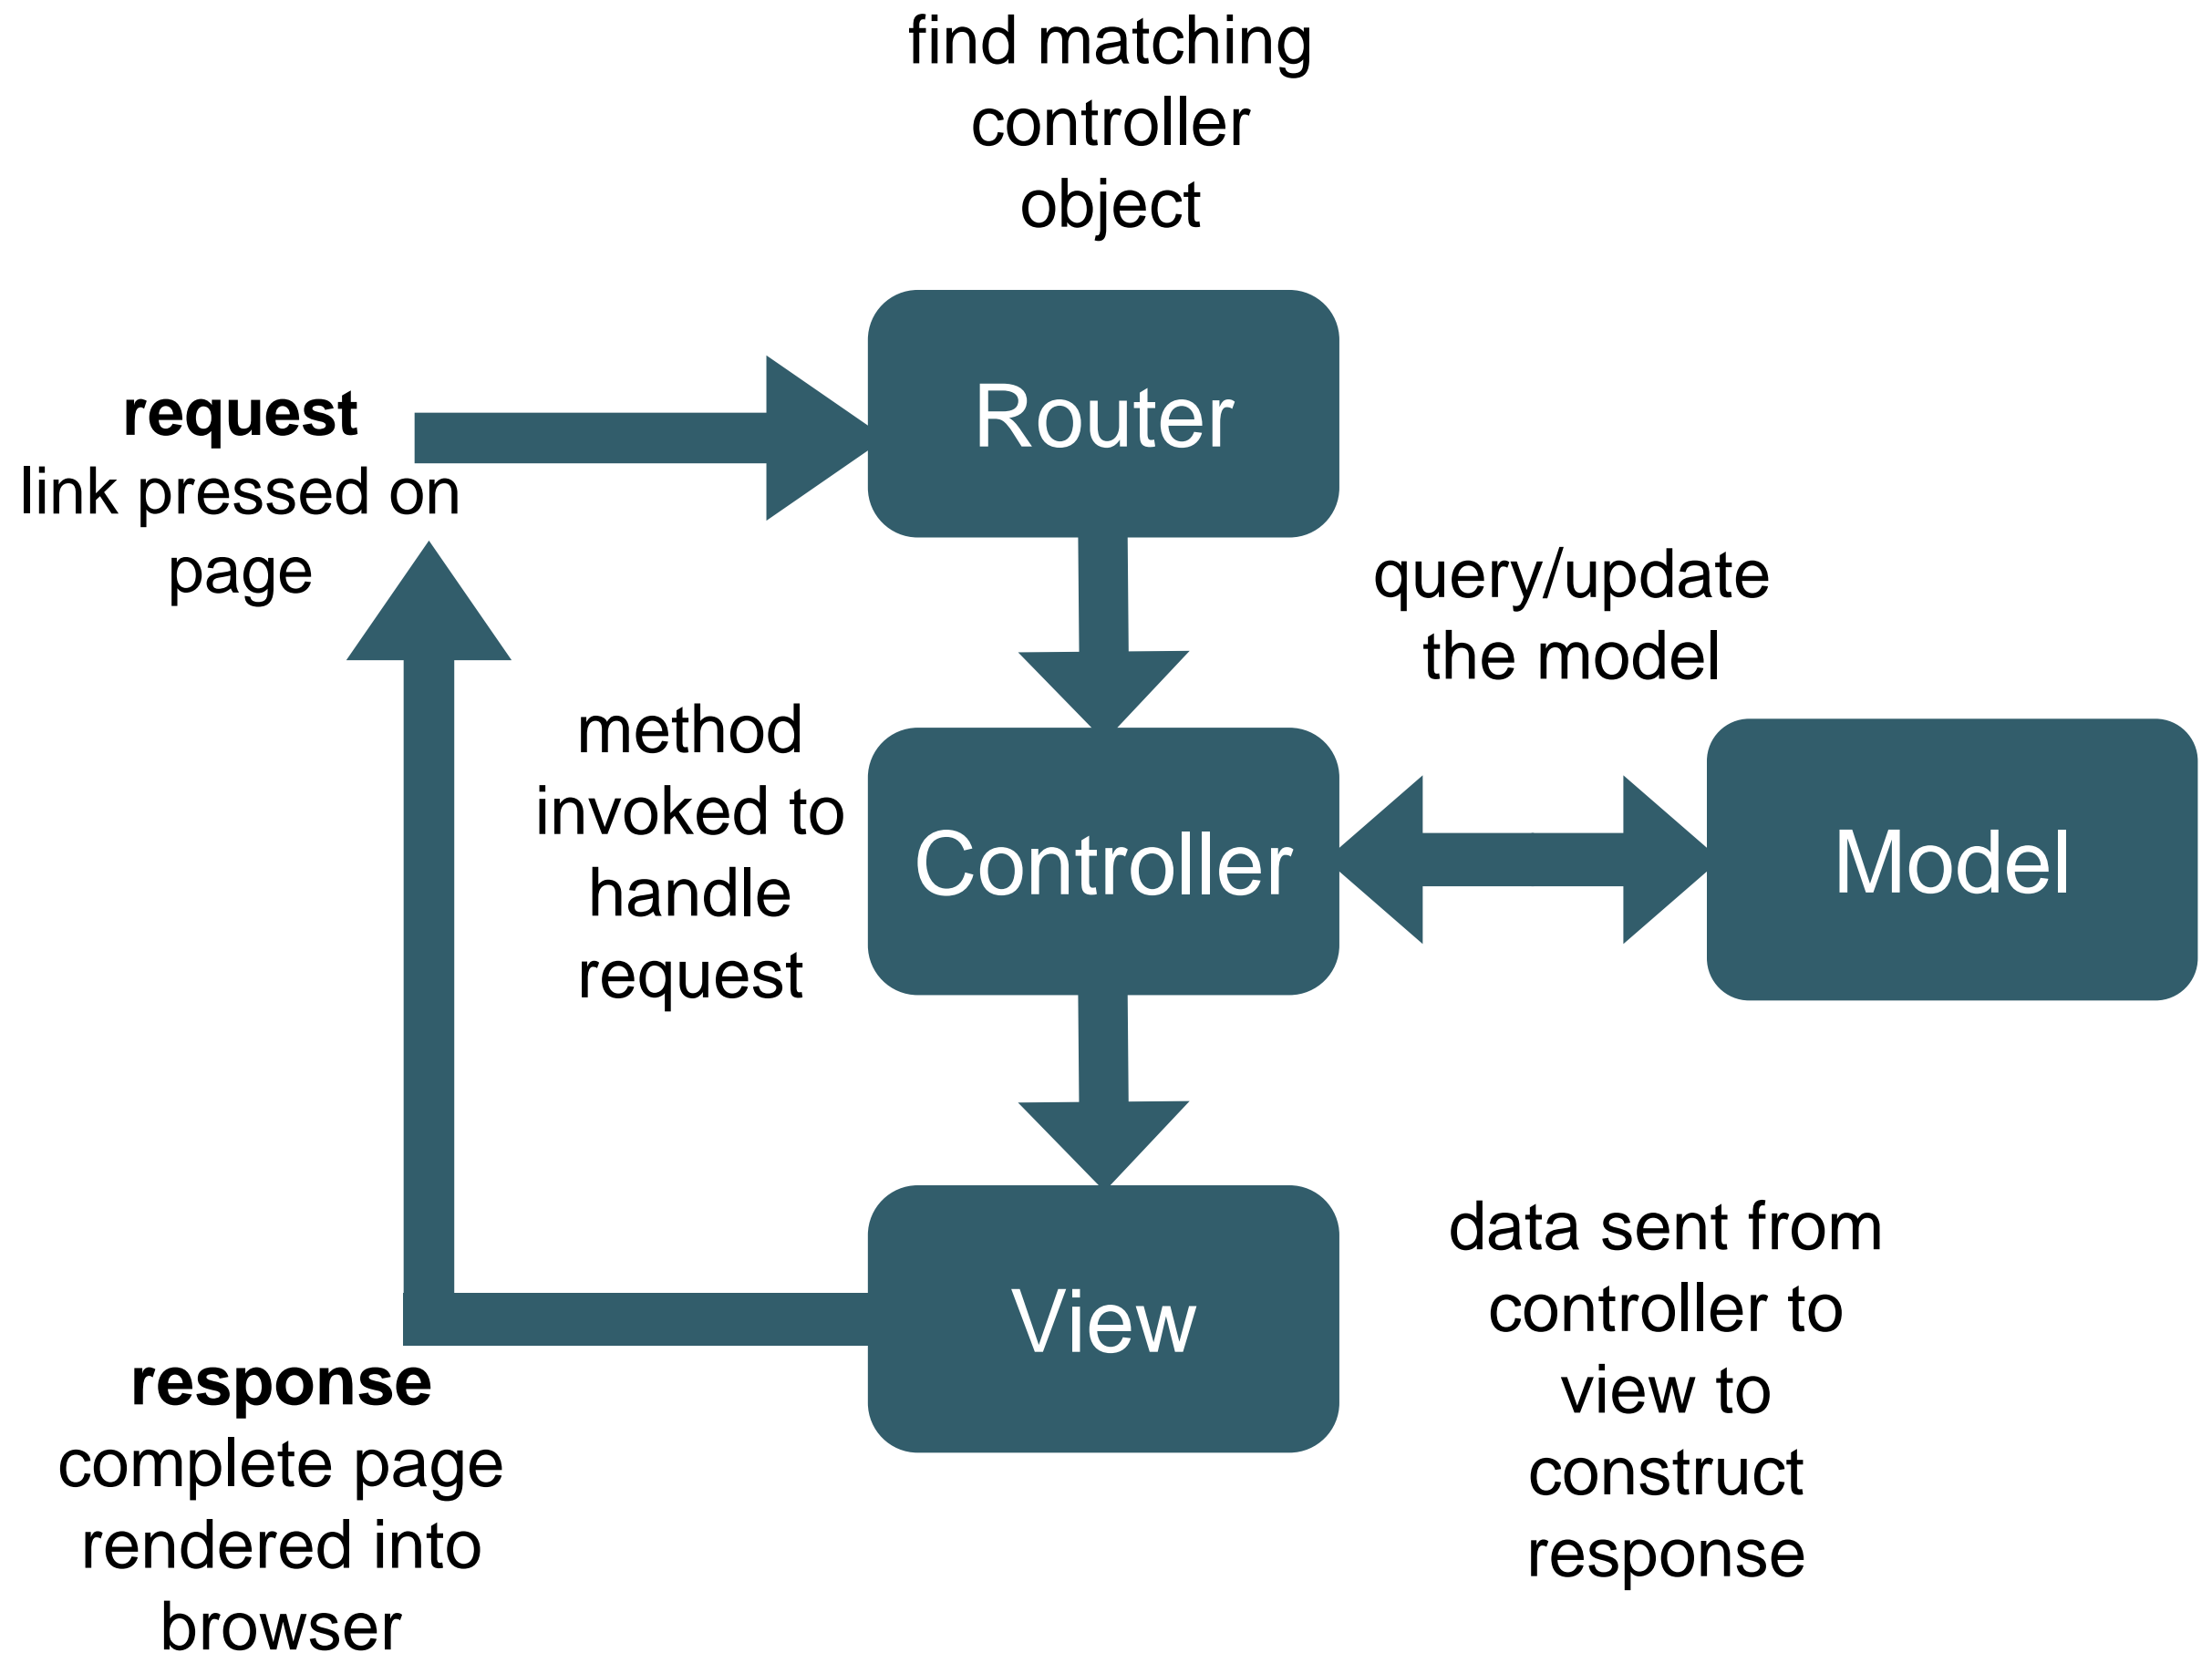 find matching
controller
object
Router
request
link pressed on
page
query/update
the model
method
invoked to
handle
request
Controller
Model
data sent from
controller to
view to
construct
response
View
response
complete page
rendered into
browser